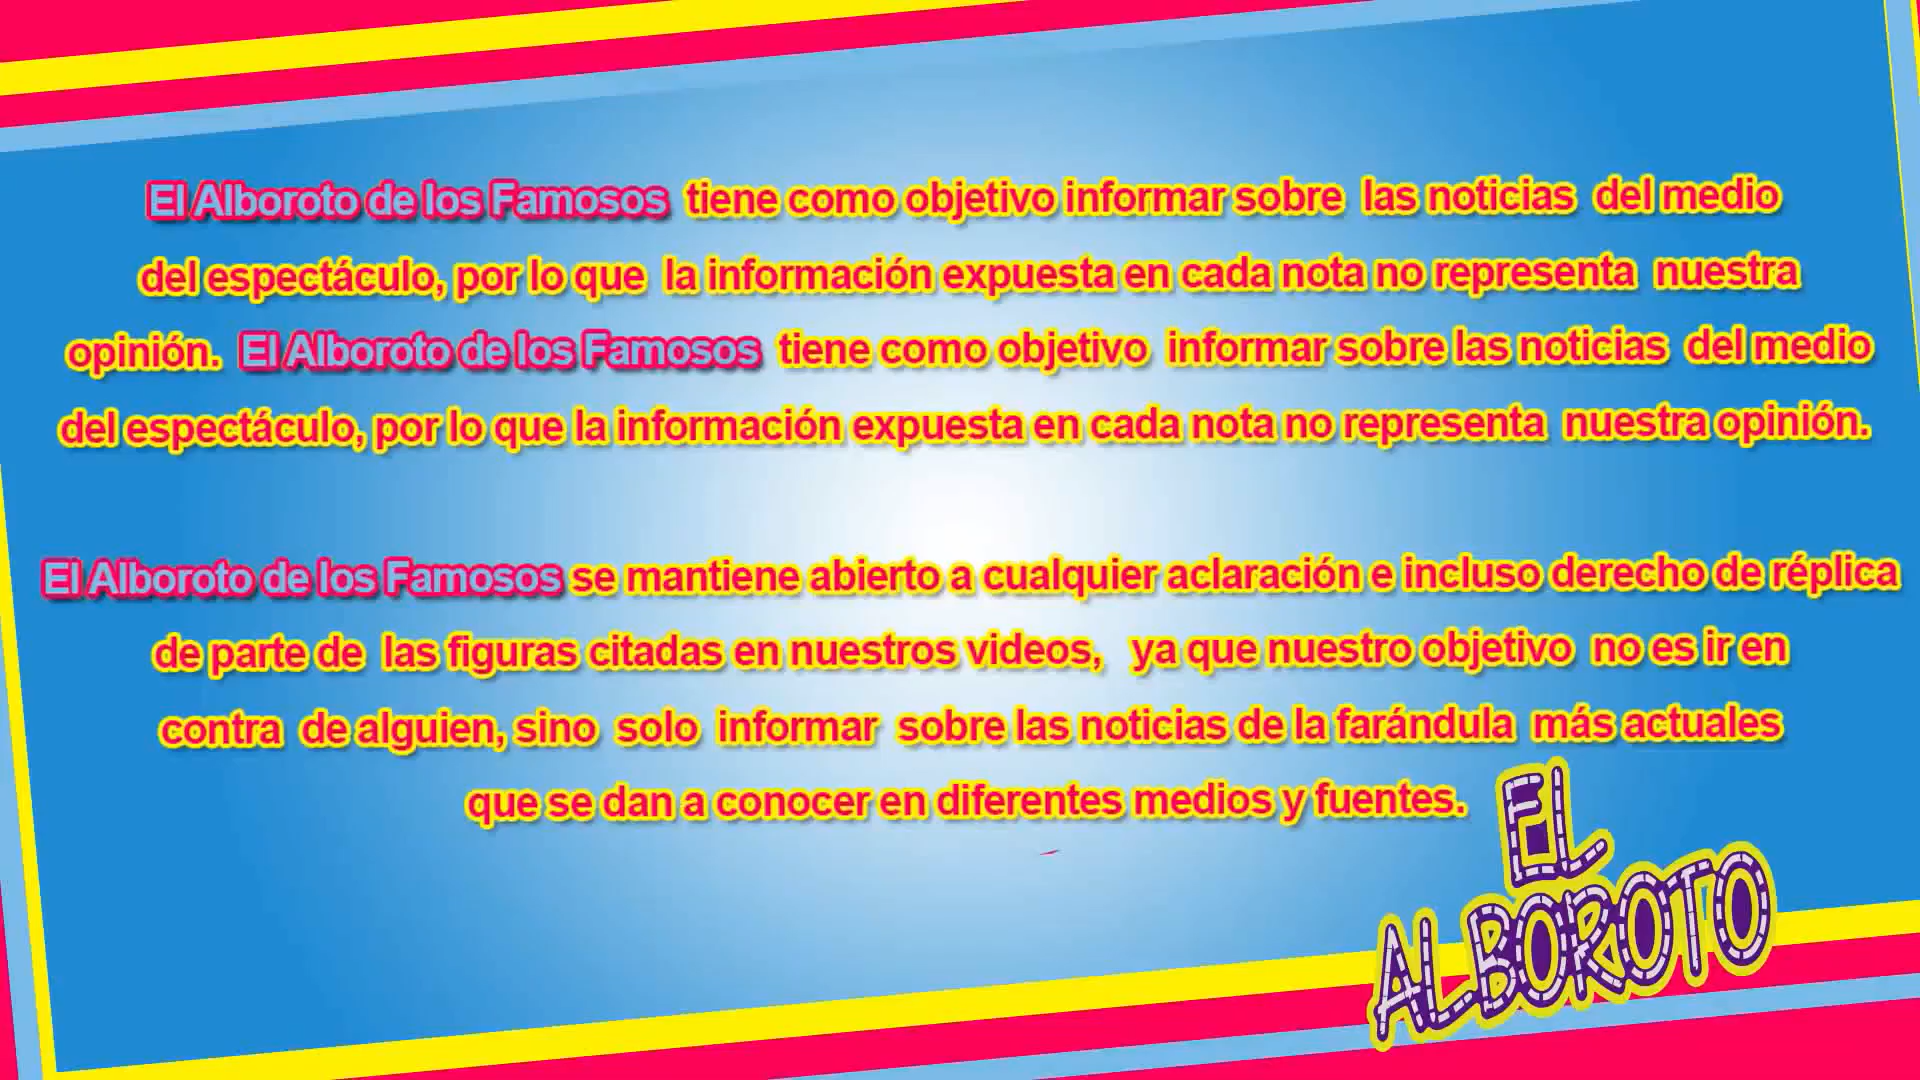 El Alboroto de los Famosos tiene como objetivo informar sobre las noticias del medio
del espectáculo, por lo que la información expuesta en cada nota no representa nuestra
opinión. El Alboroto de los Famosos tiene como objetivo informar sobre las noticias del medio
del espectáculo, por lo que la información expuesta en cada nota no representa nuestra opinión.
El Alboroto de los Famosos se mantiene abierto a cualquier aclaración e incluso derecho de réplica
de parte de las figuras citadas en nuestros videos, ya que nuestro objetivo no es ir en
contra de alguien, sino solo informar sobre las noticias de la farándula más actuales
que se dan a conocer en diferentes medios y fuentes.
EL
ALBOROTO